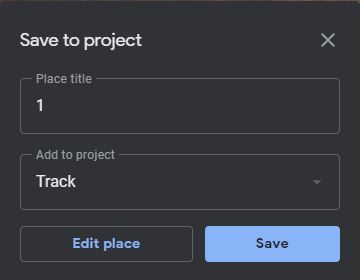 Save to project
Place title
1
Add to project
Track
Edit place
Save